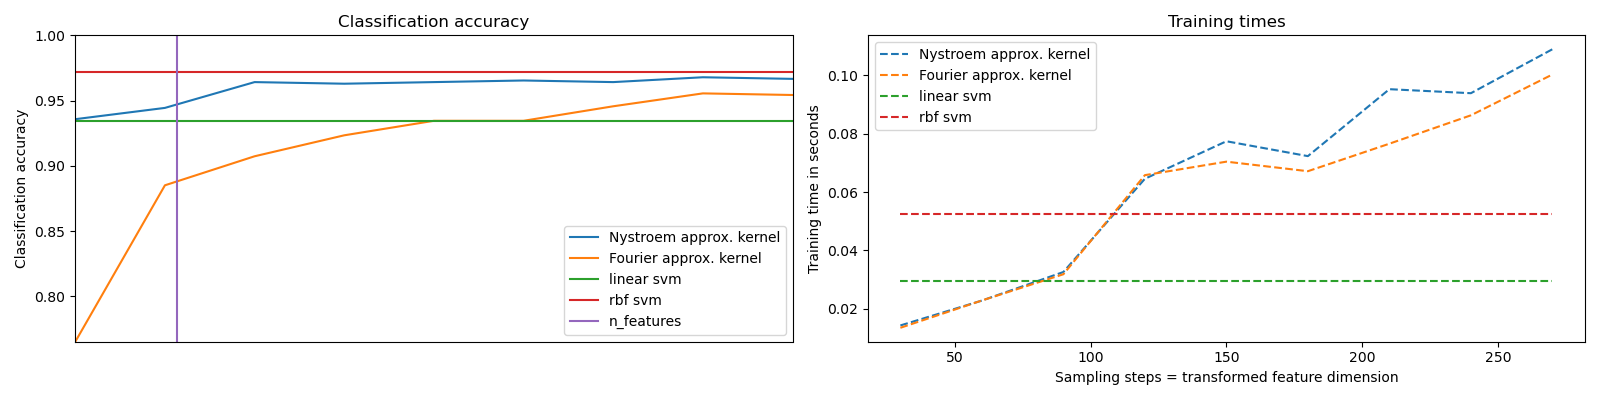 Classification accuracy
Classification accuracy
1.00
0.95
0.90
0.85
0.80
Nystroem approx. kernel
Fourier approx. kernel
linear svm
rbf svm
n_features
Training times
Training time in seconds
0.10
0.08
0.06
0.04
0.02
Nystroem approx. kernel
Fourier approx. kernel
linear svm
rbf svm
50 100 150 200 250
Sampling steps = transformed feature dimension